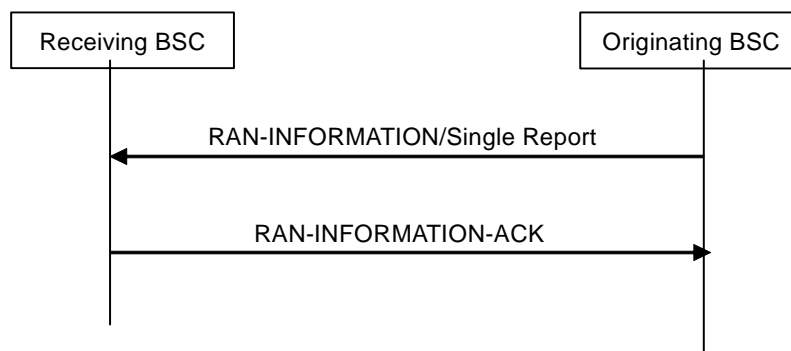 Receiving BSC
Originating BSC
RAN-INFORMATION/Single Report
RAN-INFORMATION-ACK